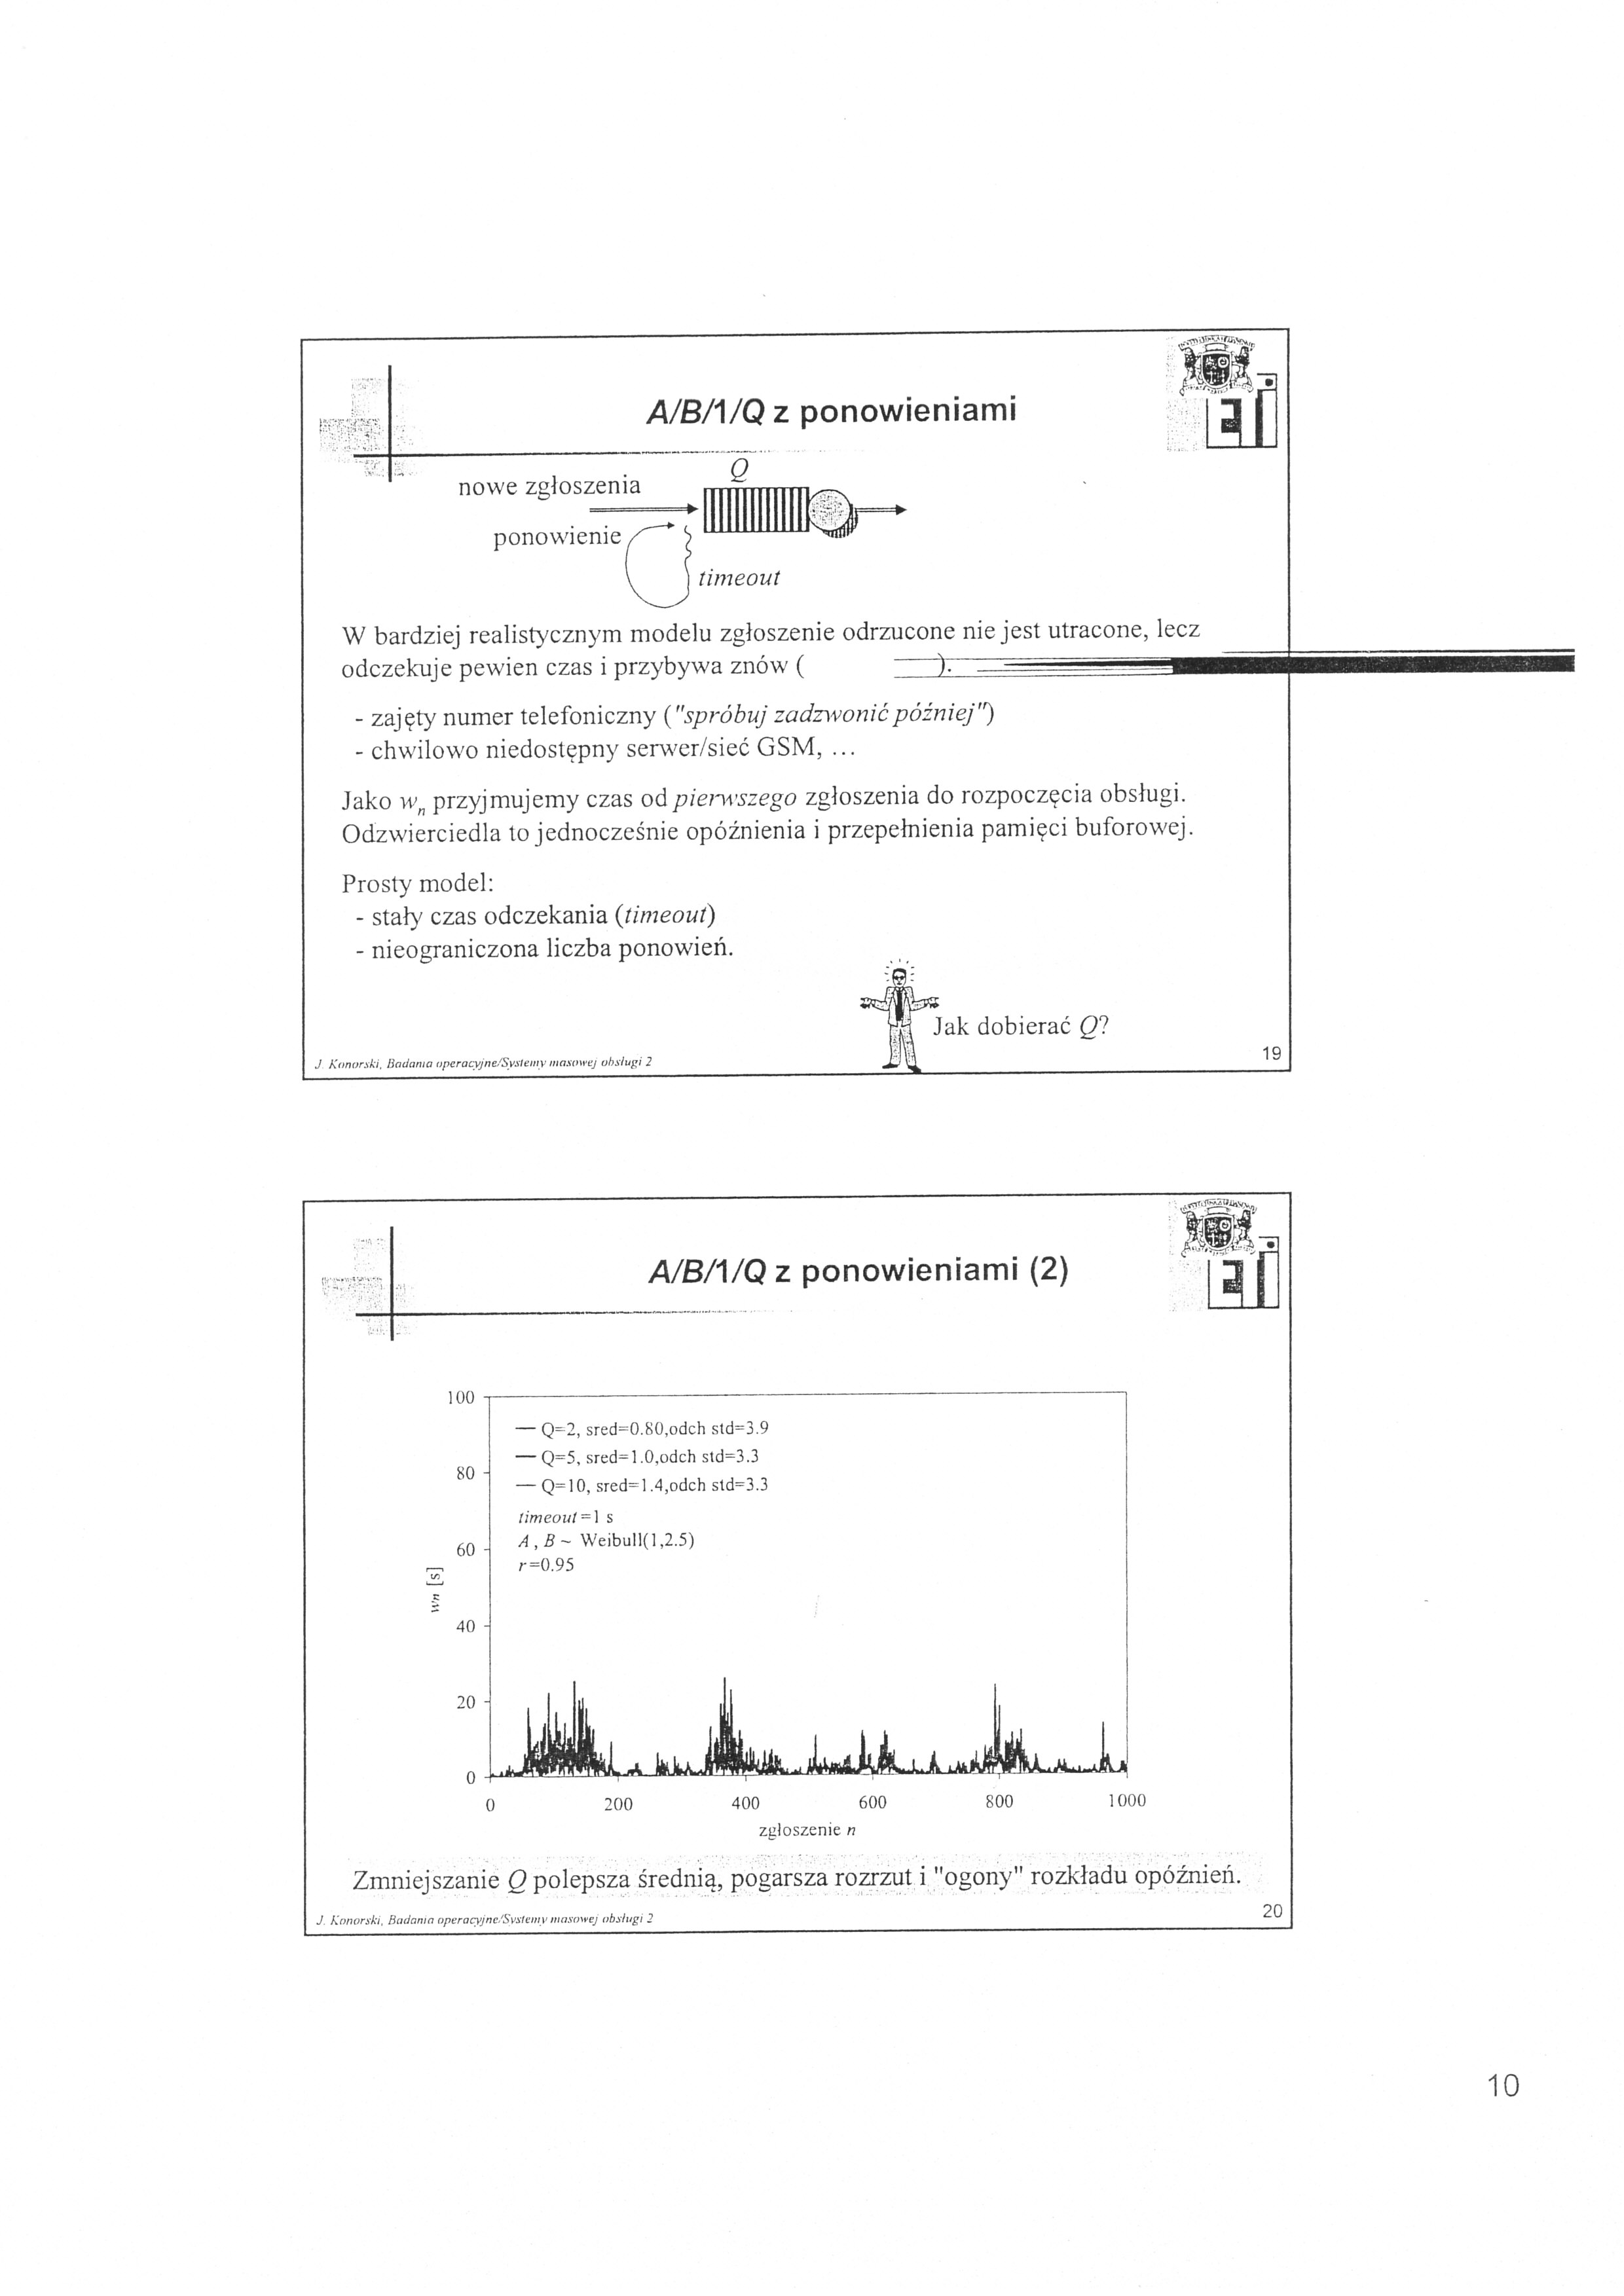 A/B/1/Q z ponowieniami
Q
nowe zgłoszenia
ponowienie
timeout
W bardziej realistycznym modelu zgłoszenie odrzucone nie jest utracone, lecz
odczekuje pewien czas i przybywa znów ( ).
- zajęty numer telefoniczny ("spróbuj zadzwonić później")
- chwilowo niedostępny serwer/sieć GSM, ...
Jako wn przyjmujemy czas od pierwszego zgłoszenia do rozpoczęcia obsługi.
Odzwierciedla to jednocześnie opóźnienia i przepełnienia pamięci buforowej.
Prosty model:
- stały czas odczekania (timeout)
- nieograniczona liczba ponowień.
Jak dobierać Q?
J. Konorski, Badania operacyjne/Systemy masowej obsługi 2
19
A/B/1/Q z ponowieniami (2)
100
80
60
40
20
0
wn [s]
Q=2, sred=0.80,odch std=3.9
Q=5, sred=1.0,odch std=3.3
Q=10, sred=1.4,odch std=3.3
timeout=1 s
A, B ~ Weibull(1,2.5)
r=0.95
0 200 400 600 800 1000
zgłoszenie n
Zmniejszanie Q polepsza średnią, pogarsza rozrzut i "ogony" rozkładu opóźnień.
J. Konorski, Badania operacyjne/Systemy masowej obsługi 2
20
10